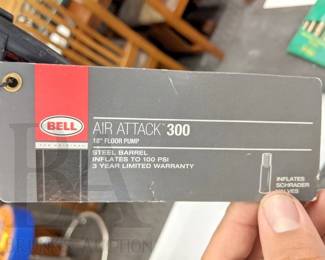 BELL
AIR ATTACK™ 300
18" FLOOR PUMP
STEEL BARREL
INFLATES TO 100 PSI
3 YEAR LIMITED WARRANTY
INFLATES
SCHRADER
VALVES